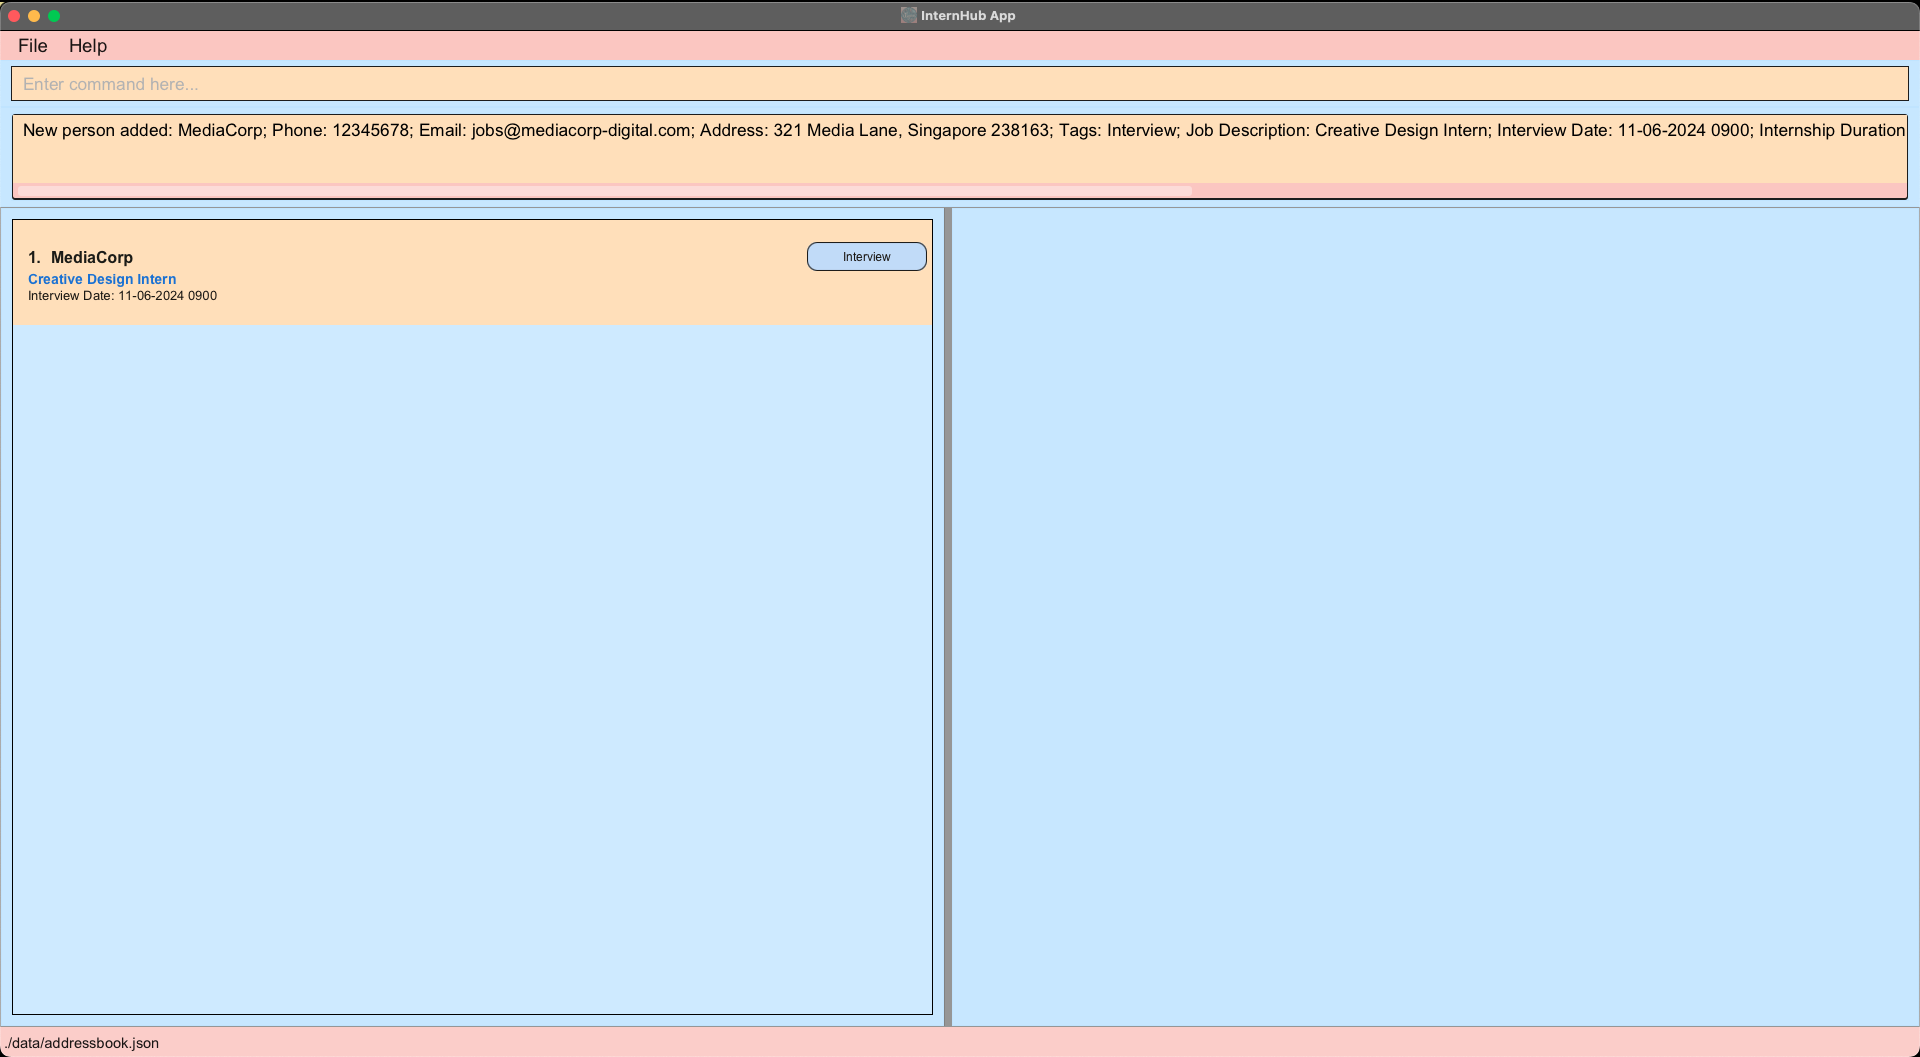 InternHub App
File Help
Enter command here...
New person added: MediaCorp; Phone: 12345678; Email: jobs@mediacorp-digital.com; Address: 321 Media Lane, Singapore 238163; Tags: Interview; Job Description: Creative Design Intern; Interview Date: 11-06-2024 0900; Internship Duration
1. MediaCorp
Interview
Creative Design Intern
Interview Date: 11-06-2024 0900
./data/addressbook.json